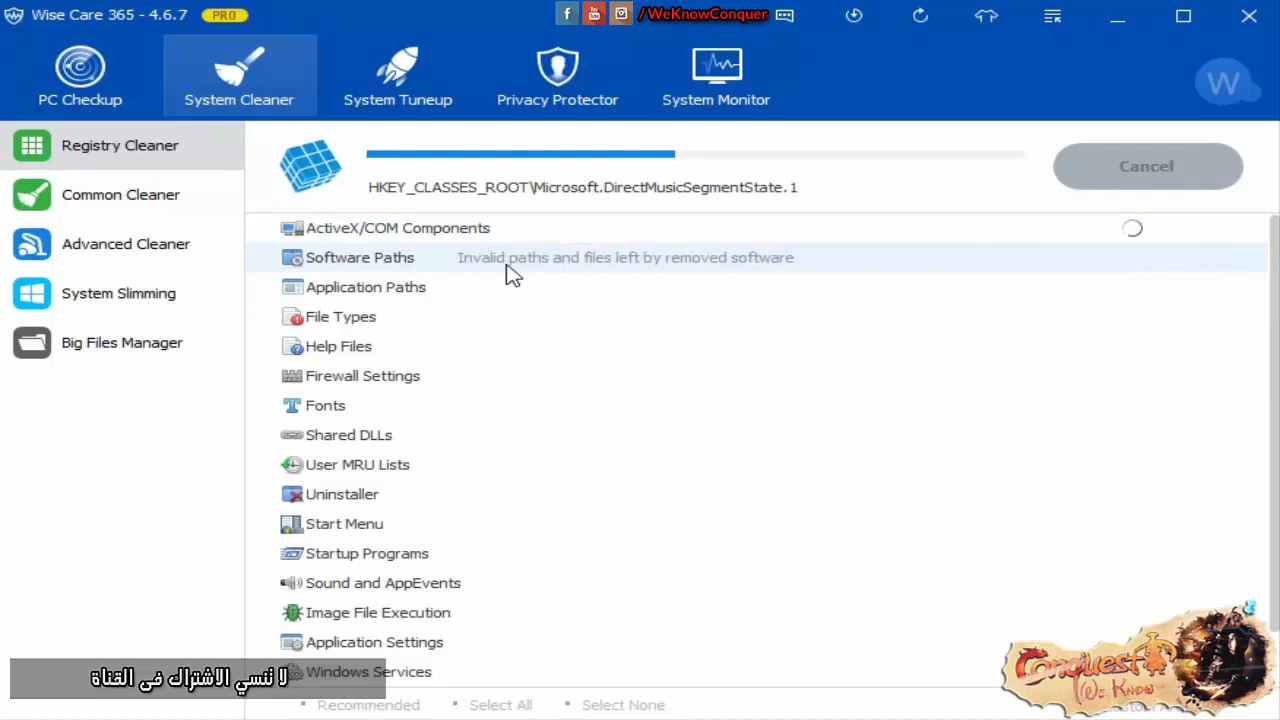 Wise Care 365 - 4.6.7 PRO
/WeKnowConquer
PC Checkup
System Cleaner
System Tuneup
Privacy Protector
System Monitor
W
Registry Cleaner
Common Cleaner
Advanced Cleaner
System Slimming
Big Files Manager
HKEY_CLASSES_ROOT\Microsoft.DirectMusicSegmentState.1
Cancel
ActiveX/COM Components
Software Paths Invalid paths and files left by removed software
Application Paths
File Types
Help Files
Firewall Settings
Fonts
Shared DLLs
User MRU Lists
Uninstaller
Start Menu
Startup Programs
Sound and AppEvents
Image File Execution
Application Settings
Windows Services
لا ننسي الاشتراك فى القناة
Recommended
Select All
Select None
Conquest
We Know